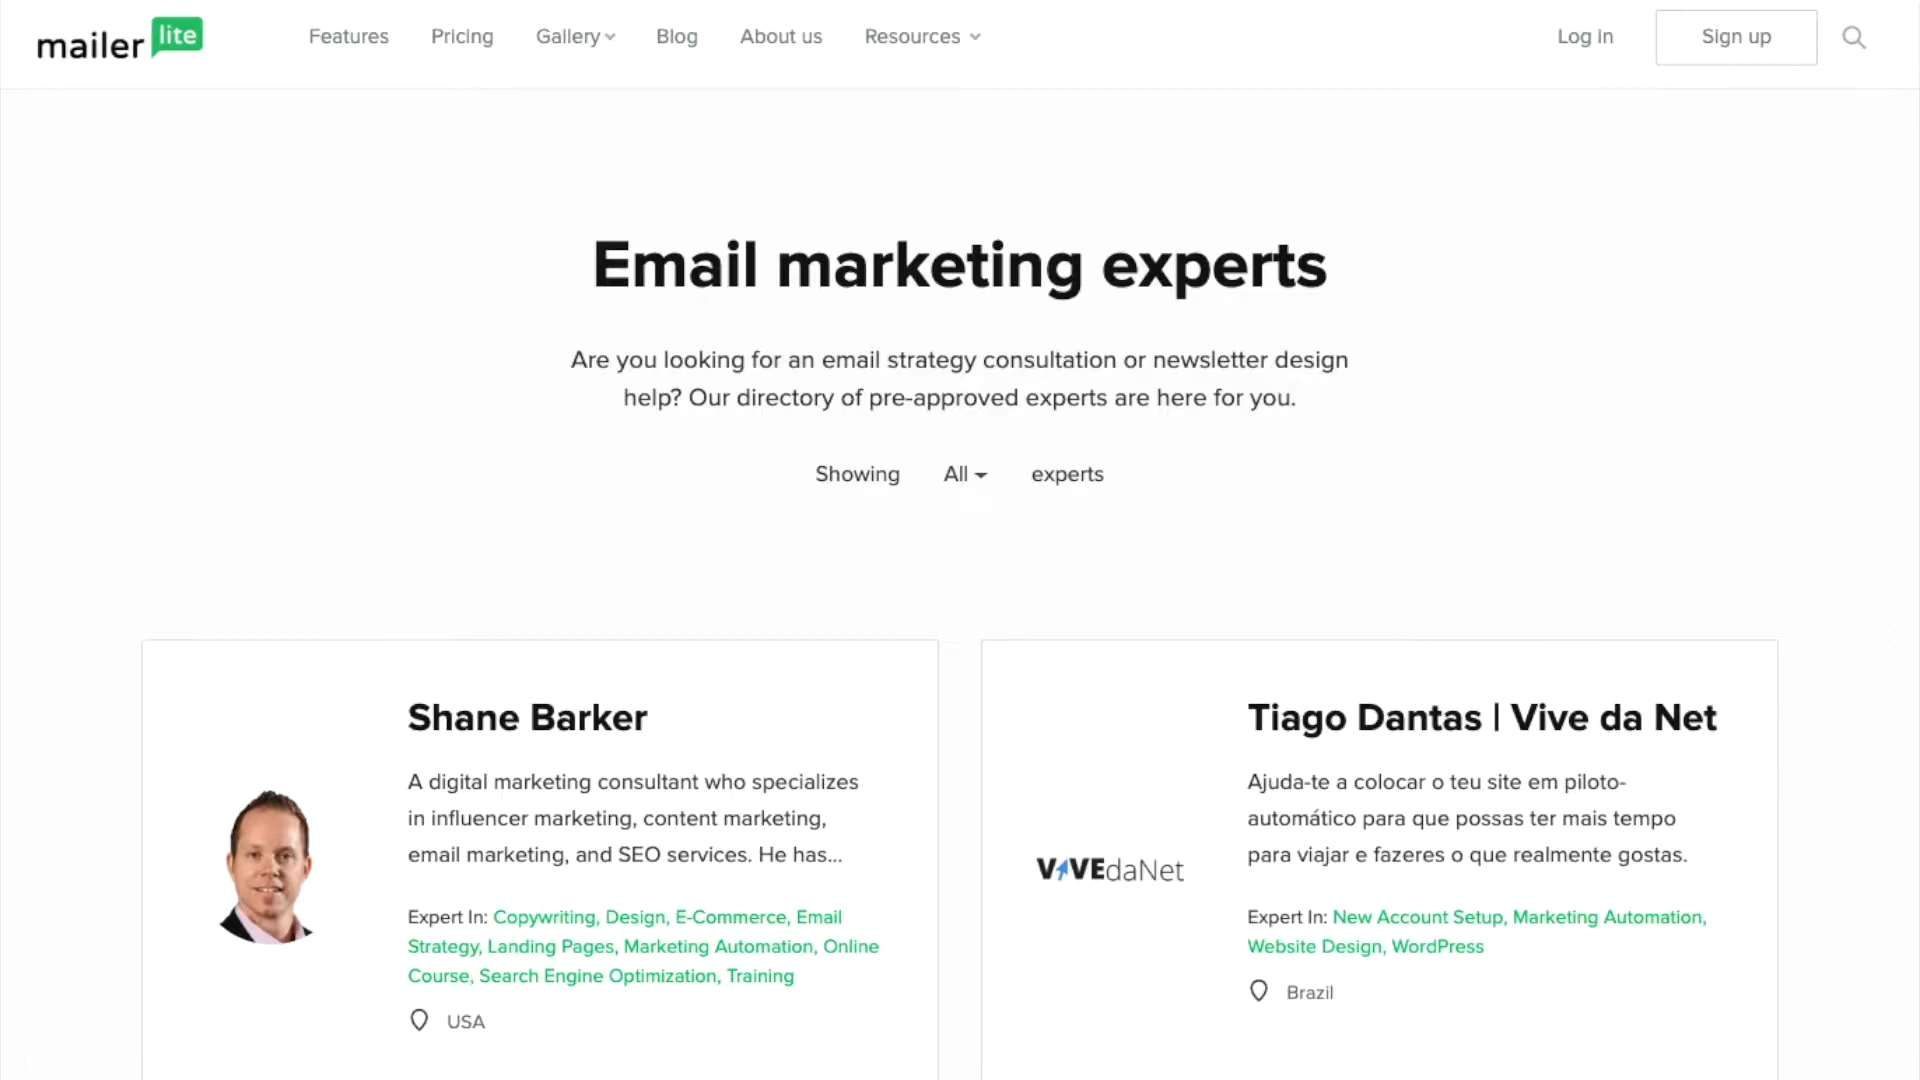 mailer lite
Features Pricing Gallery Blog About us Resources Log in Sign up
Email marketing experts
Are you looking for an email strategy consultation or newsletter design
help? Our directory of pre-approved experts are here for you.
Showing All experts
Shane Barker
A digital marketing consultant who specializes
in influencer marketing, content marketing,
email marketing, and SEO services. He has...
Expert In: Copywriting, Design, E-Commerce, Email
Strategy, Landing Pages, Marketing Automation, Online
Course, Search Engine Optimization, Training
USA
VIVEdaNet
Tiago Dantas | Vive da Net
Ajuda-te a colocar o teu site em piloto-
automático para que possas ter mais tempo
para viajar e fazeres o que realmente gostas.
Expert In: New Account Setup, Marketing Automation,
Website Design, WordPress
Brazil